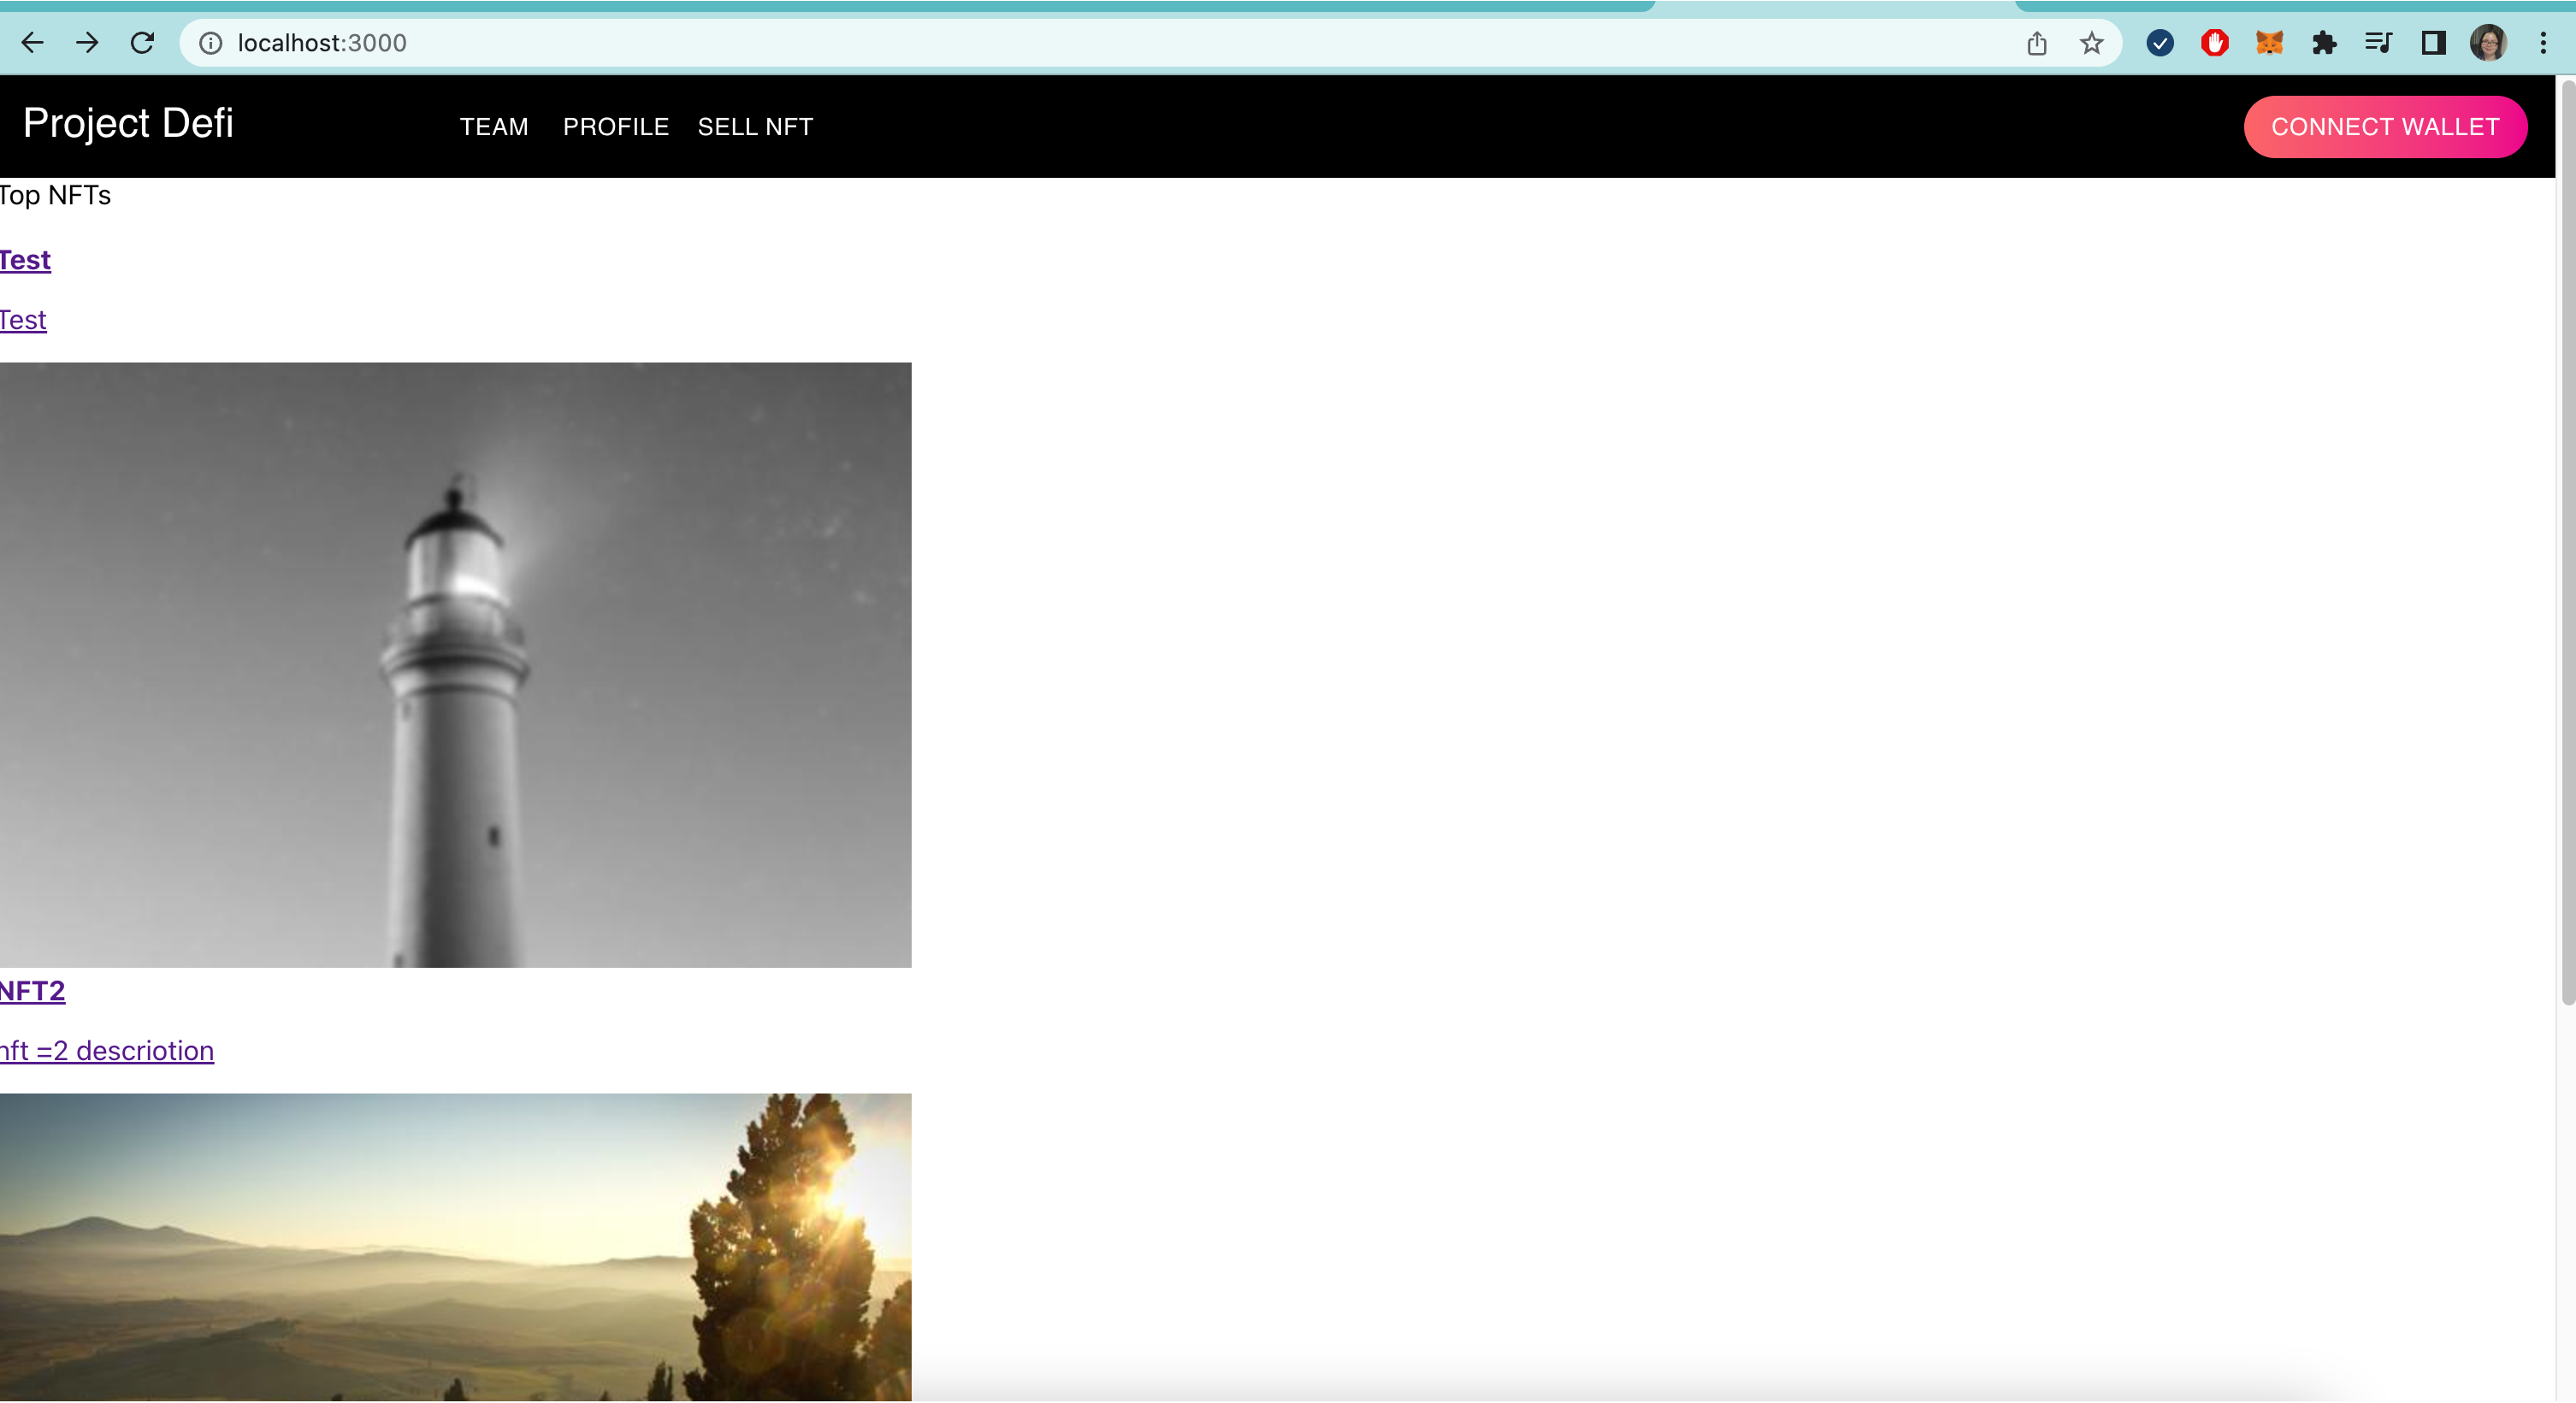 localhost:3000
Project Defi
TEAM PROFILE SELL NFT
CONNECT WALLET
Top NFTs
Test
Test
NFT2
nft =2 descriotion